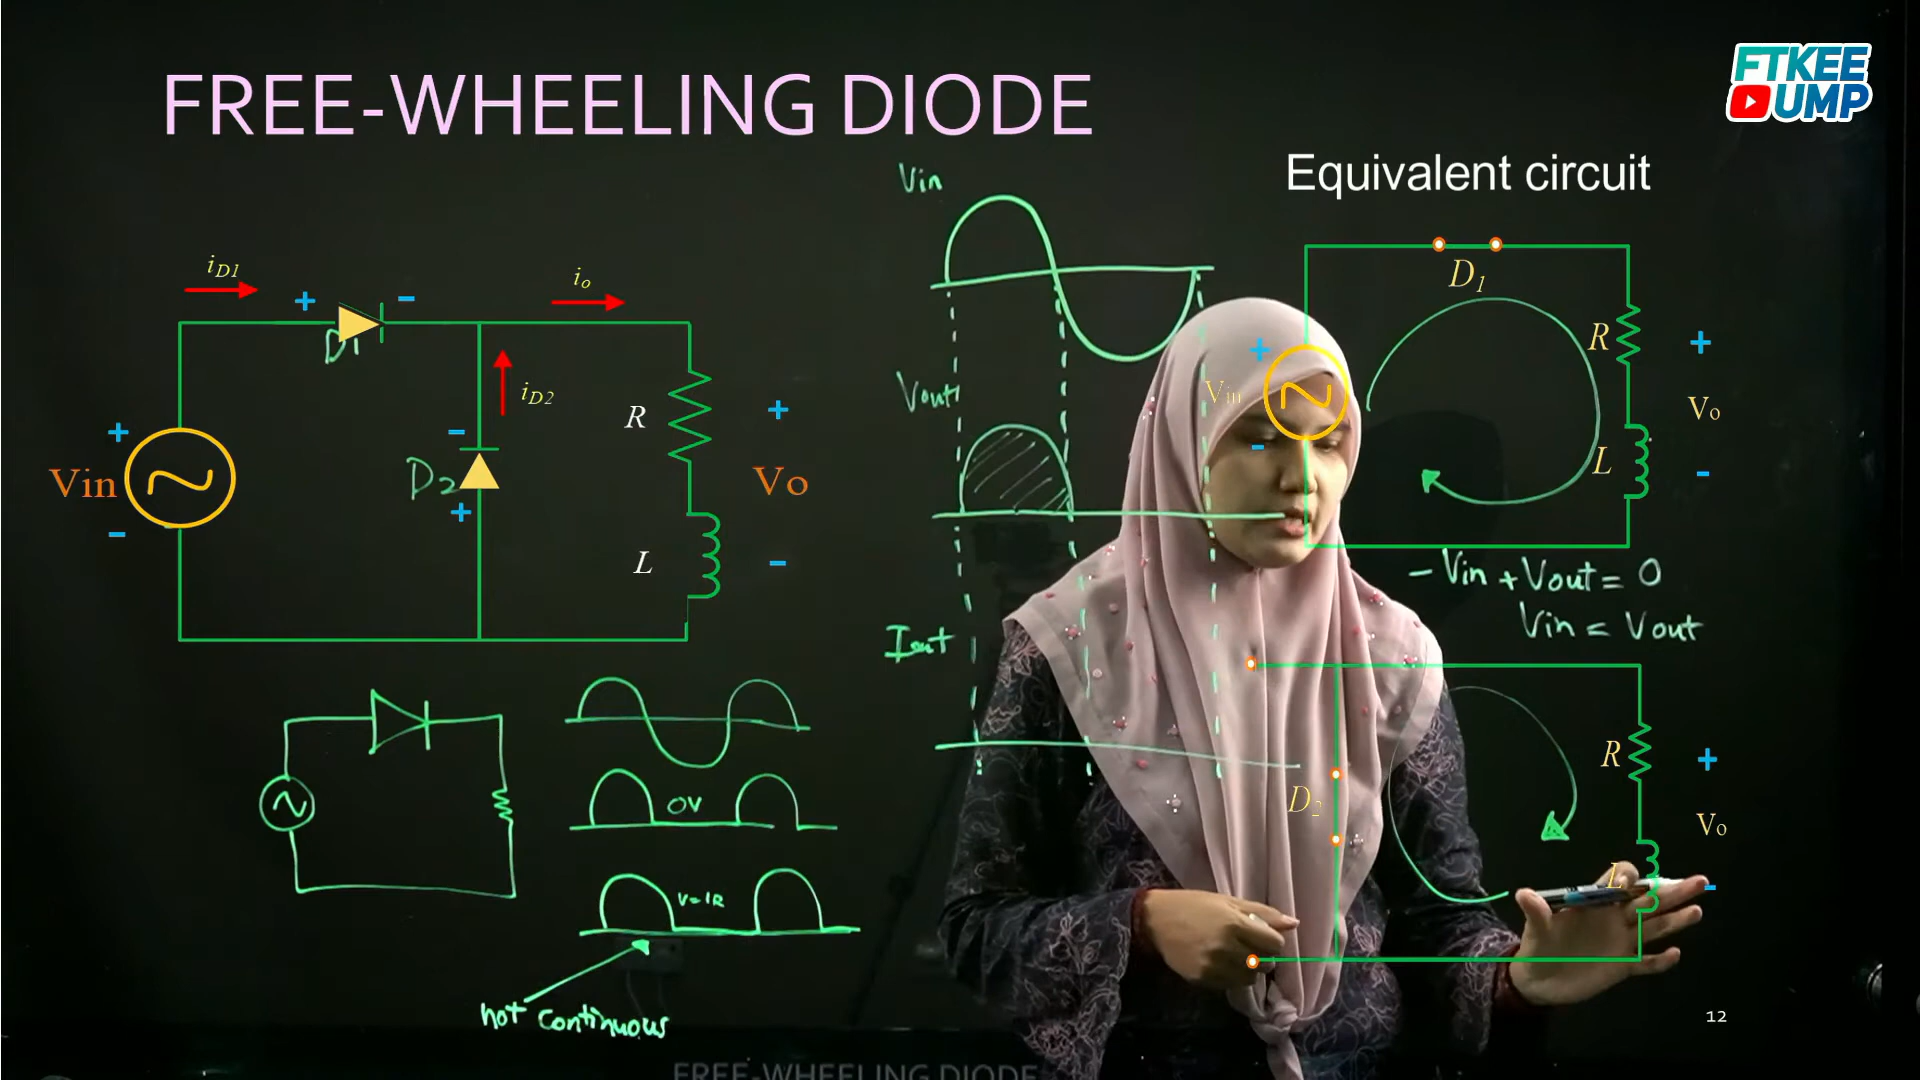 FREE-WHEELING DIODE
FTKEE
UMP
Equivalent circuit
Vin
iD1
+
-
io
D1
iD2
+
Vin
-
-
D2
+
R
L
+
Vo
-
Vout
Iout
D1
+
Vin
-
R
L
+
Vo
-
-Vin + Vout = 0
Vin = Vout
D2
R
L
+
Vo
-
0V
V=IR
not continuous
12
FREE-WHEELING DIODE